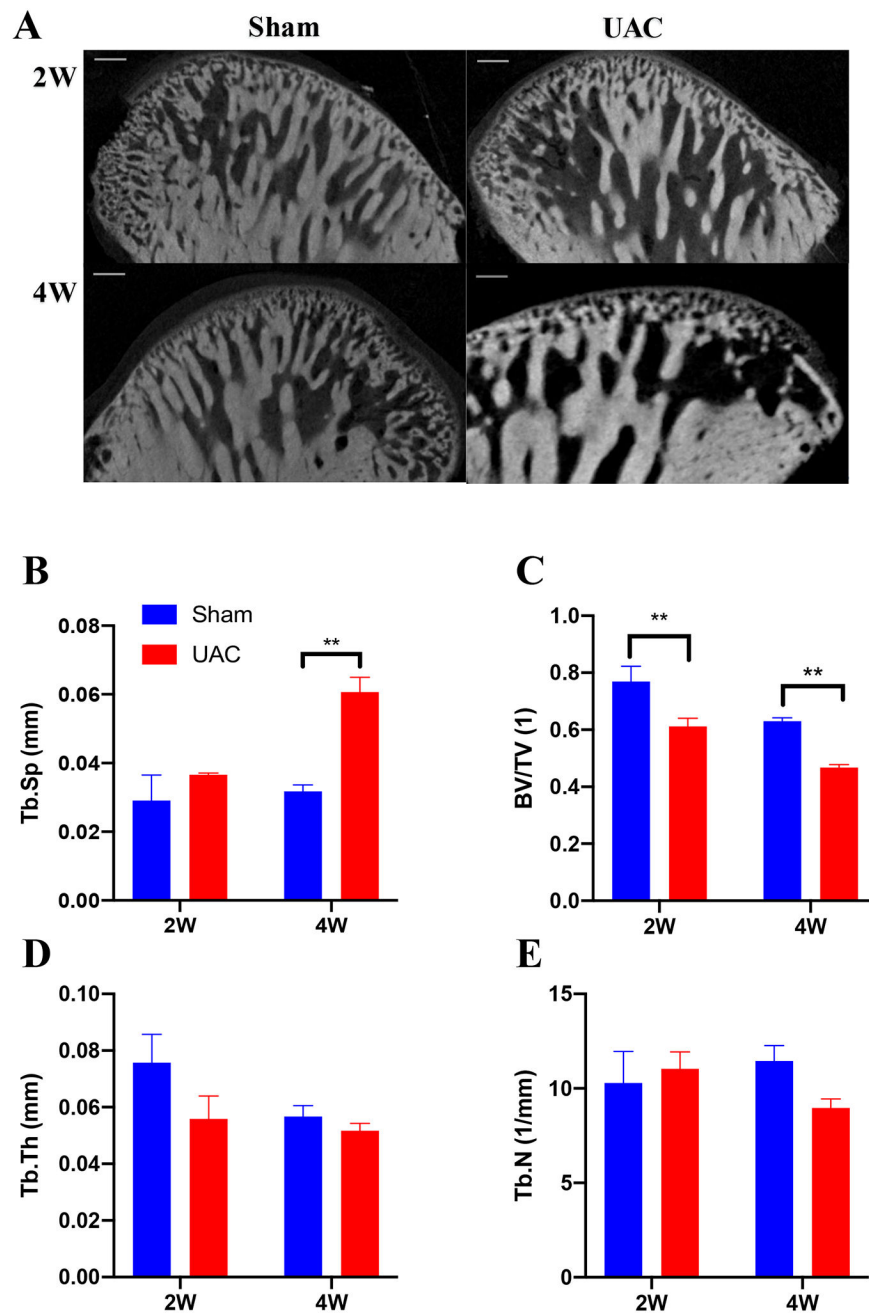 A
Sham
UAC
2W
4W
B
Tb.Sp (mm)
0.08
0.06
0.04
0.02
0.00
Sham
UAC
**
2W
4W
C
BV/TV (1)
1.0
0.8
0.6
0.4
0.2
0.0
**
**
2W
4W
D
Tb.Th (mm)
0.10
0.08
0.06
0.04
0.02
0.00
2W
4W
E
Tb.N (1/mm)
15
10
5
0
2W
4W